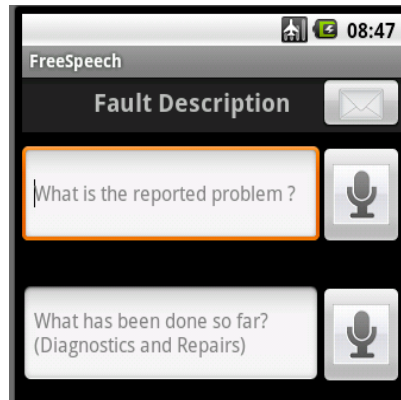 08:47
FreeSpeech
Fault Description
What is the reported problem ?
What has been done so far?
(Diagnostics and Repairs)